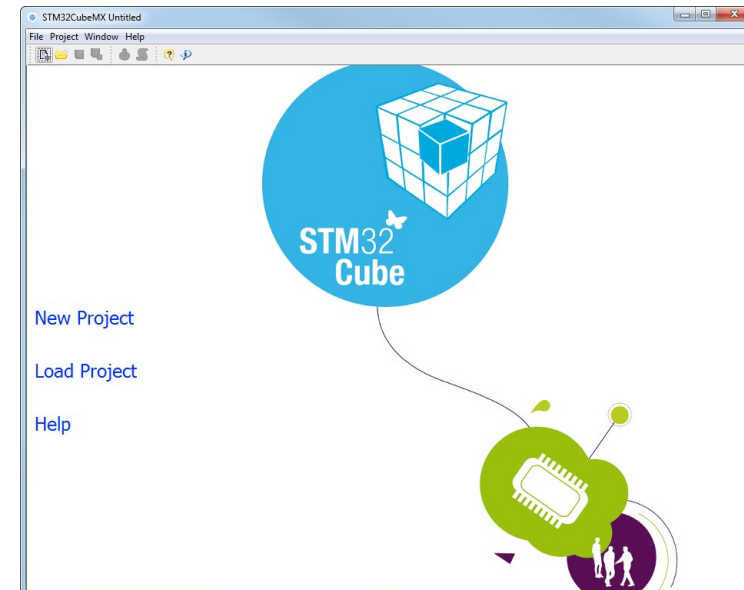 STM32CubeMX Untitled
File Project Window Help
STM32
Cube
New Project
Load Project
Help